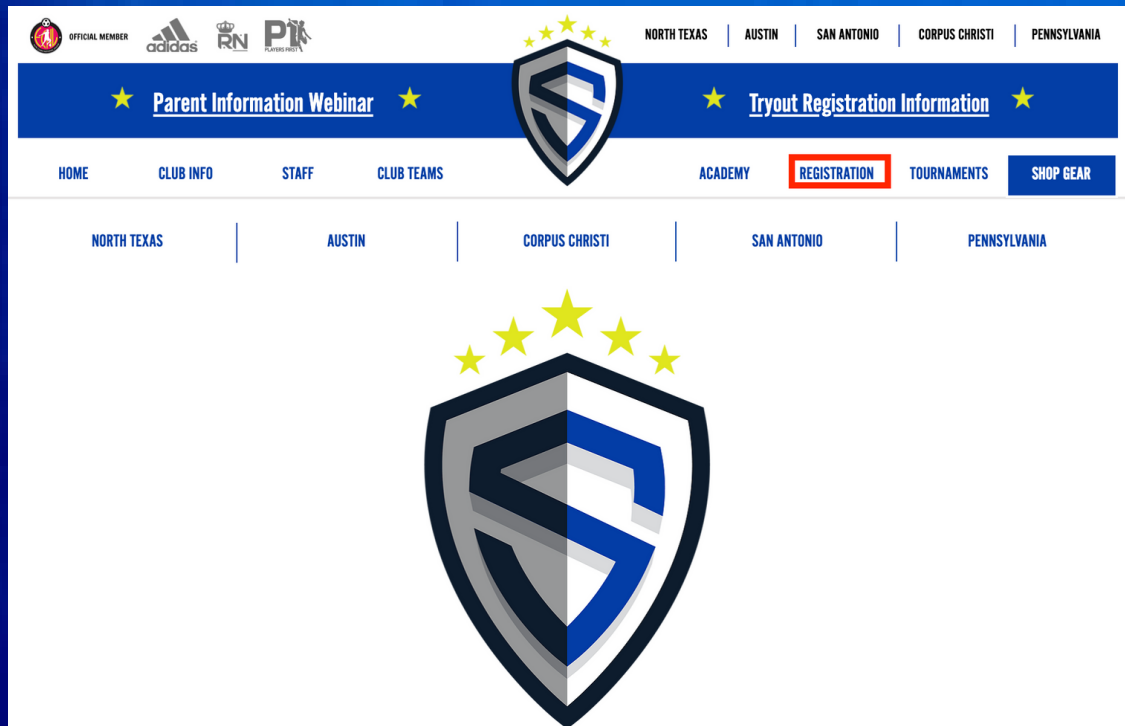 OFFICIAL MEMBER
adidas
RN
P1
PLAYERS FIRST
NORTH TEXAS
AUSTIN
SAN ANTONIO
CORPUS CHRISTI
PENNSYLVANIA
Parent Information Webinar
Tryout Registration Information
HOME
CLUB INFO
STAFF
CLUB TEAMS
ACADEMY
REGISTRATION
TOURNAMENTS
SHOP GEAR
NORTH TEXAS
AUSTIN
CORPUS CHRISTI
SAN ANTONIO
PENNSYLVANIA